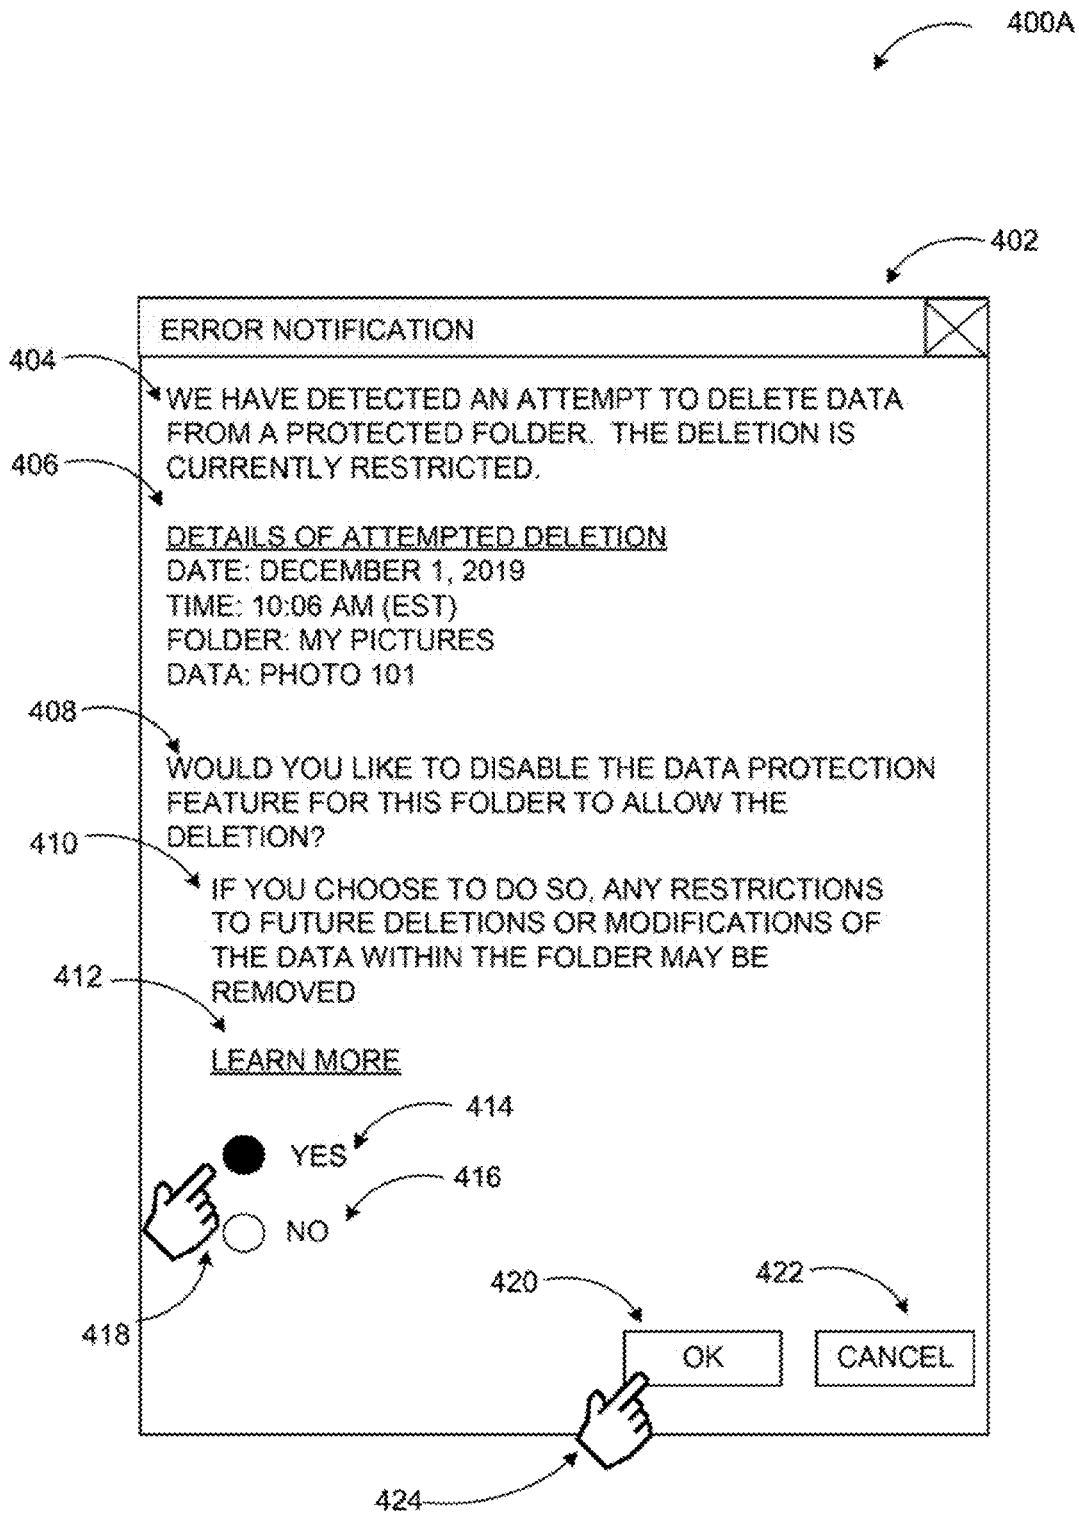 400A
402
ERROR NOTIFICATION
404
WE HAVE DETECTED AN ATTEMPT TO DELETE DATA
FROM A PROTECTED FOLDER. THE DELETION IS
CURRENTLY RESTRICTED.
406
DETAILS OF ATTEMPTED DELETION
DATE: DECEMBER 1, 2019
TIME: 10:06 AM (EST)
FOLDER: MY PICTURES
DATA: PHOTO 101
408
WOULD YOU LIKE TO DISABLE THE DATA PROTECTION
FEATURE FOR THIS FOLDER TO ALLOW THE
DELETION?
410
IF YOU CHOOSE TO DO SO, ANY RESTRICTIONS
TO FUTURE DELETIONS OR MODIFICATIONS OF
THE DATA WITHIN THE FOLDER MAY BE
REMOVED
412
LEARN MORE
414
YES
416
NO
418
420
422
OK
CANCEL
424